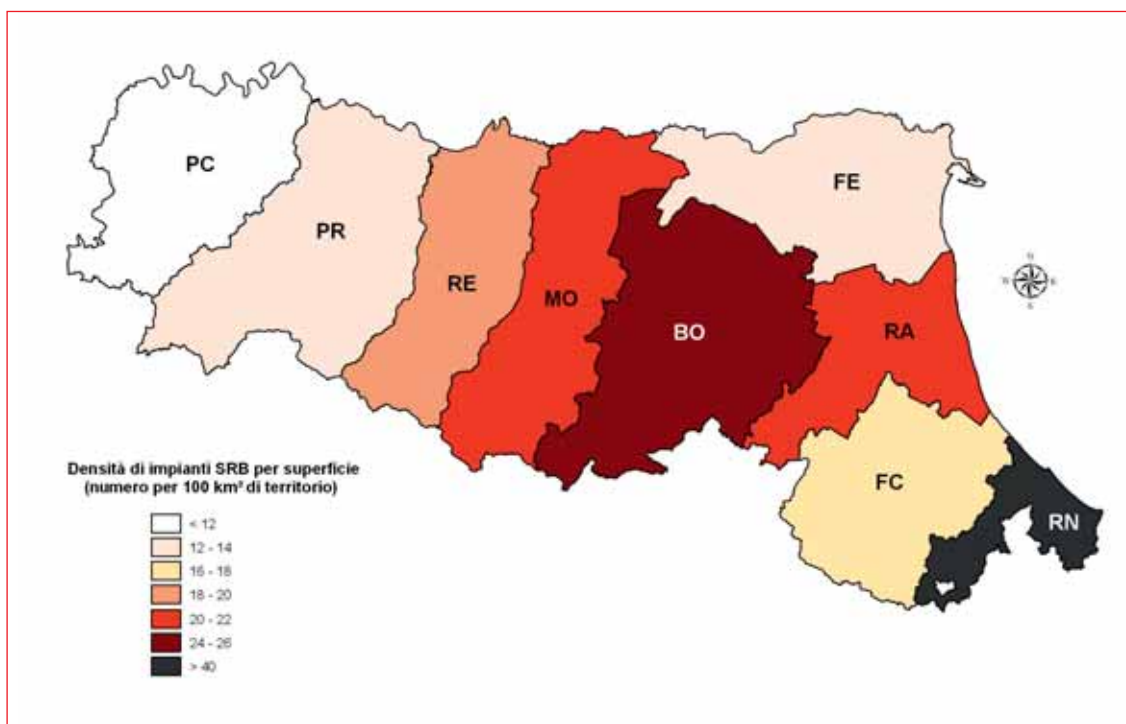 PC
FE
PR
RE
MO
BO
RA
FC
RN
N
E
S
Densità di impianti SRB per superficie
(numero per 100 km² di territorio)
< 12
12 - 14
16 - 18
18 - 20
20 - 22
24 - 26
> 40